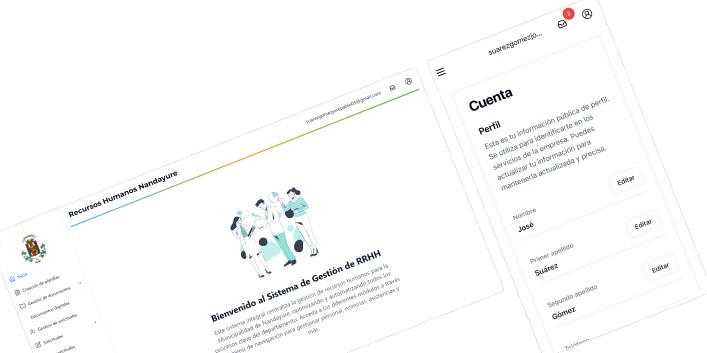 suarezgomezjosepablo03@gmail.com
Recursos Humanos Nandayure
Inicio
Creación de planillas
Gestión de documentos
Documentos digitales
Gestión de solicitudes
Solicitudes
Bienvenido al Sistema de Gestión de RRHH
Este sistema integral centraliza la gestión de recursos humanos para la
Municipalidad de Nandayure, optimizando y automatizando todos los
procesos clave del departamento. Acceda a los diferentes módulos a través
menú de navegación para gestionar personal, nóminas, asistencias y
más.
suarezgomezjo...
Cuenta
Perfil
Esta es tu información pública de perfil.
Se utiliza para identificarte en los
servicios de la empresa. Puedes
actualizar tu información para
mantenerla actualizada y precisa.
Editar
Nombre
José
Editar
Primer apellido
Suárez
Editar
Segundo apellido
Gómez